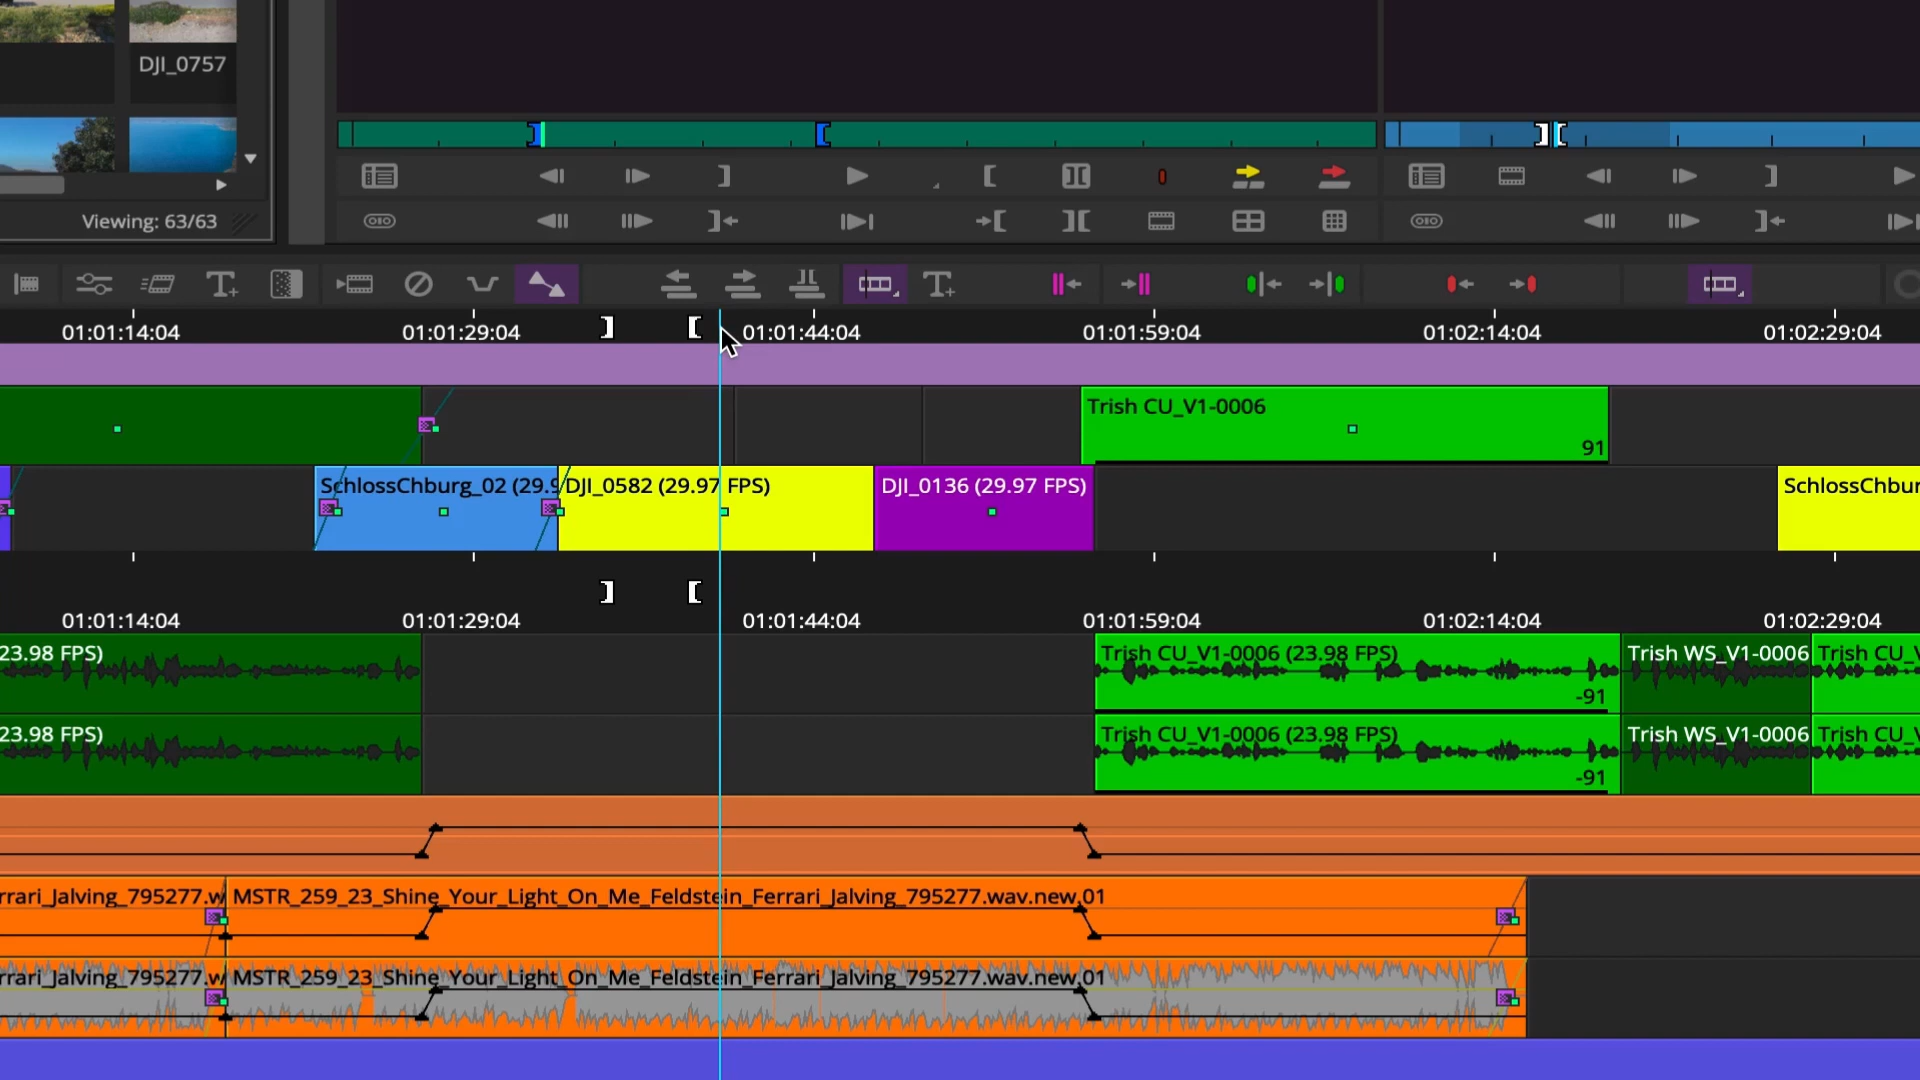 DJI_0757
Viewing: 63/63
01:01:14:04 01:01:29:04 01:01:44:04 01:01:59:04 01:02:14:04 01:02:29:04
Trish CU_V1-0006
91
SchlossChburg_02 (29.9 DJI_0582 (29.97 FPS) DJI_0136 (29.97 FPS) SchlossChbur
01:01:14:04 01:01:29:04 01:01:44:04 01:01:59:04 01:02:14:04 01:02:29:04
23.98 FPS) Trish CU_V1-0006 (23.98 FPS) Trish WS_V1-0006 Trish CU_V
-91
23.98 FPS) Trish CU_V1-0006 (23.98 FPS) Trish WS_V1-0006 Trish CU_V
-91
rrari_Jalving_795277.w MSTR_259_23_Shine_Your_Light_On_Me_Feldstein_Ferrari_Jalving_795277.wav.new.01
rrari_Jalving_795277.w MSTR_259_23_Shine_Your_Light_On_Me_Feldstein_Ferrari_Jalving_795277.wav.new.01